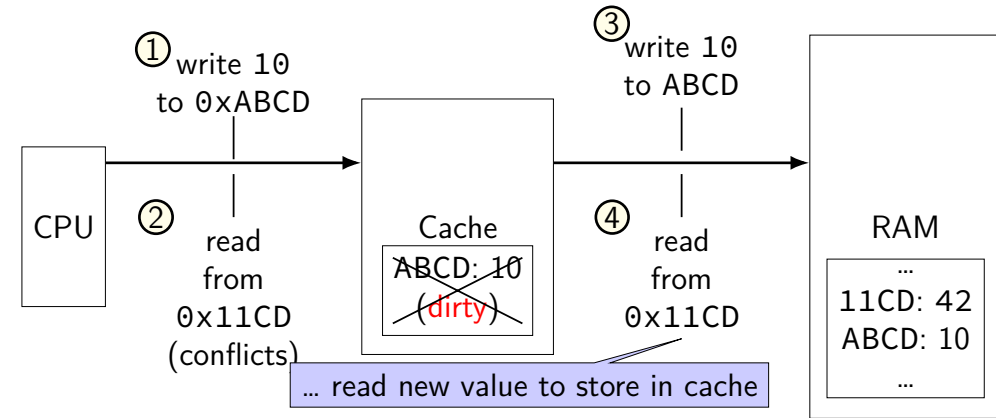 ①
write 10
to 0xABCD
③
write 10
to ABCD
CPU
②
read
from
0x11CD
(conflicts)
Cache
ABCD: 10
(dirty)
④
read
from
0x11CD
RAM
...
11CD: 42
ABCD: 10
...
... read new value to store in cache